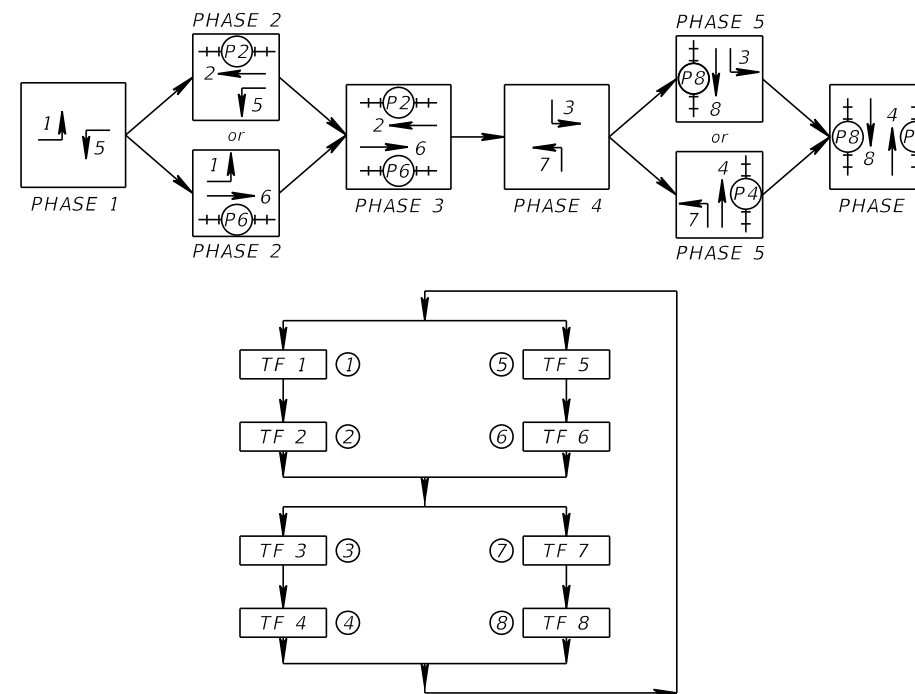 PHASE 2
P2
2
5
1
5
PHASE 1
or
1
6
P6
PHASE 2
P2
2
6
P6
PHASE 3
3
7
PHASE 4
PHASE 5
P8
3
8
or
4
P4
7
PHASE 5
P8
4
8
PHASE
TF 1 1
5 TF 5
TF 2 2
6 TF 6
TF 3 3
7 TF 7
TF 4 4
8 TF 8